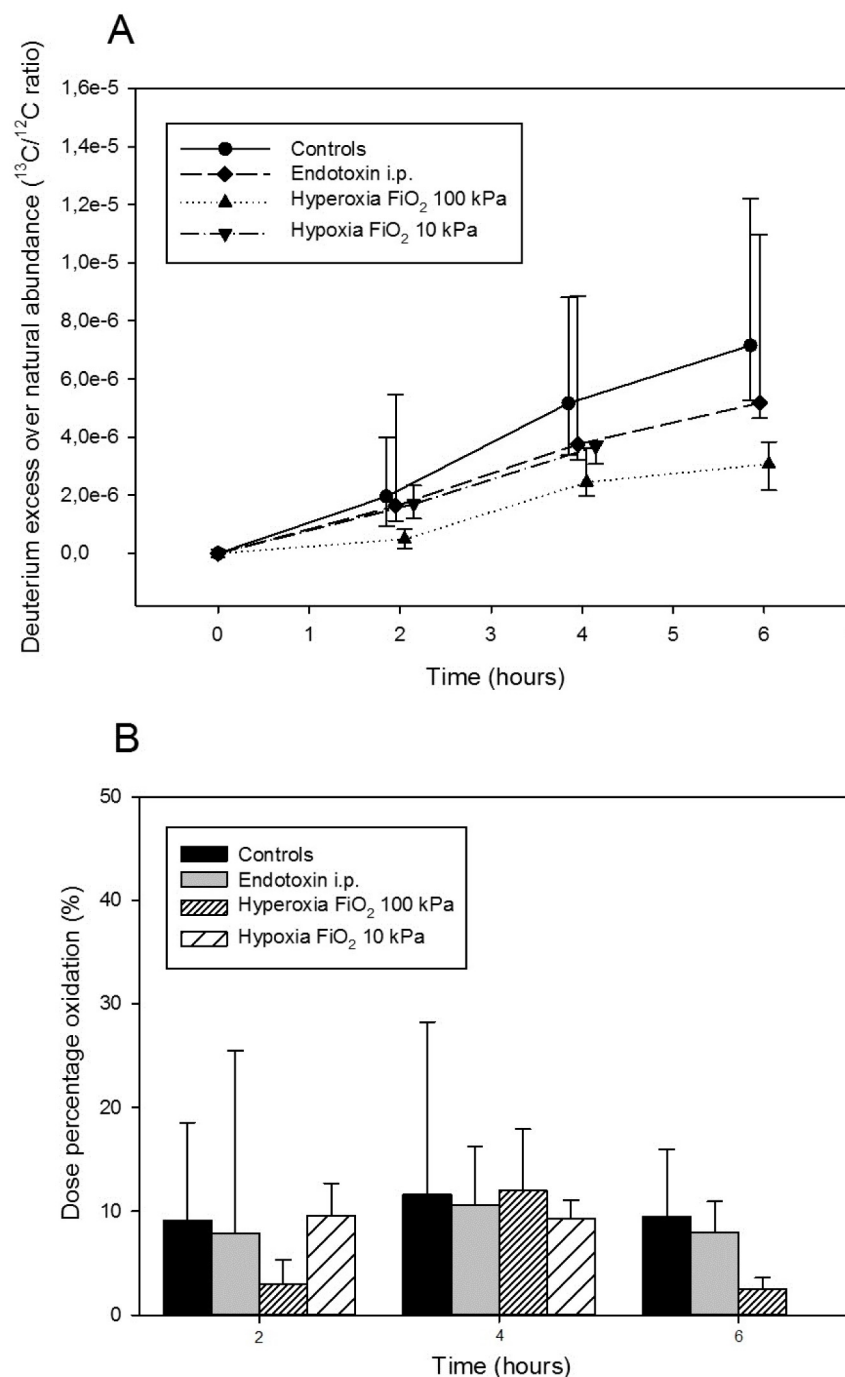 A
Deuterium excess over natural abundance (¹³C/¹²C ratio)
1,6e-5
1,4e-5
1,2e-5
1,0e-5
8,0e-6
6,0e-6
4,0e-6
2,0e-6
0,0
Controls
Endotoxin i.p.
Hyperoxia FiO₂ 100 kPa
Hypoxia FiO₂ 10 kPa
0 1 2 3 4 5 6
Time (hours)
B
Dose percentage oxidation (%)
50
40
30
20
10
0
Controls
Endotoxin i.p.
Hyperoxia FiO₂ 100 kPa
Hypoxia FiO₂ 10 kPa
2 4 6
Time (hours)